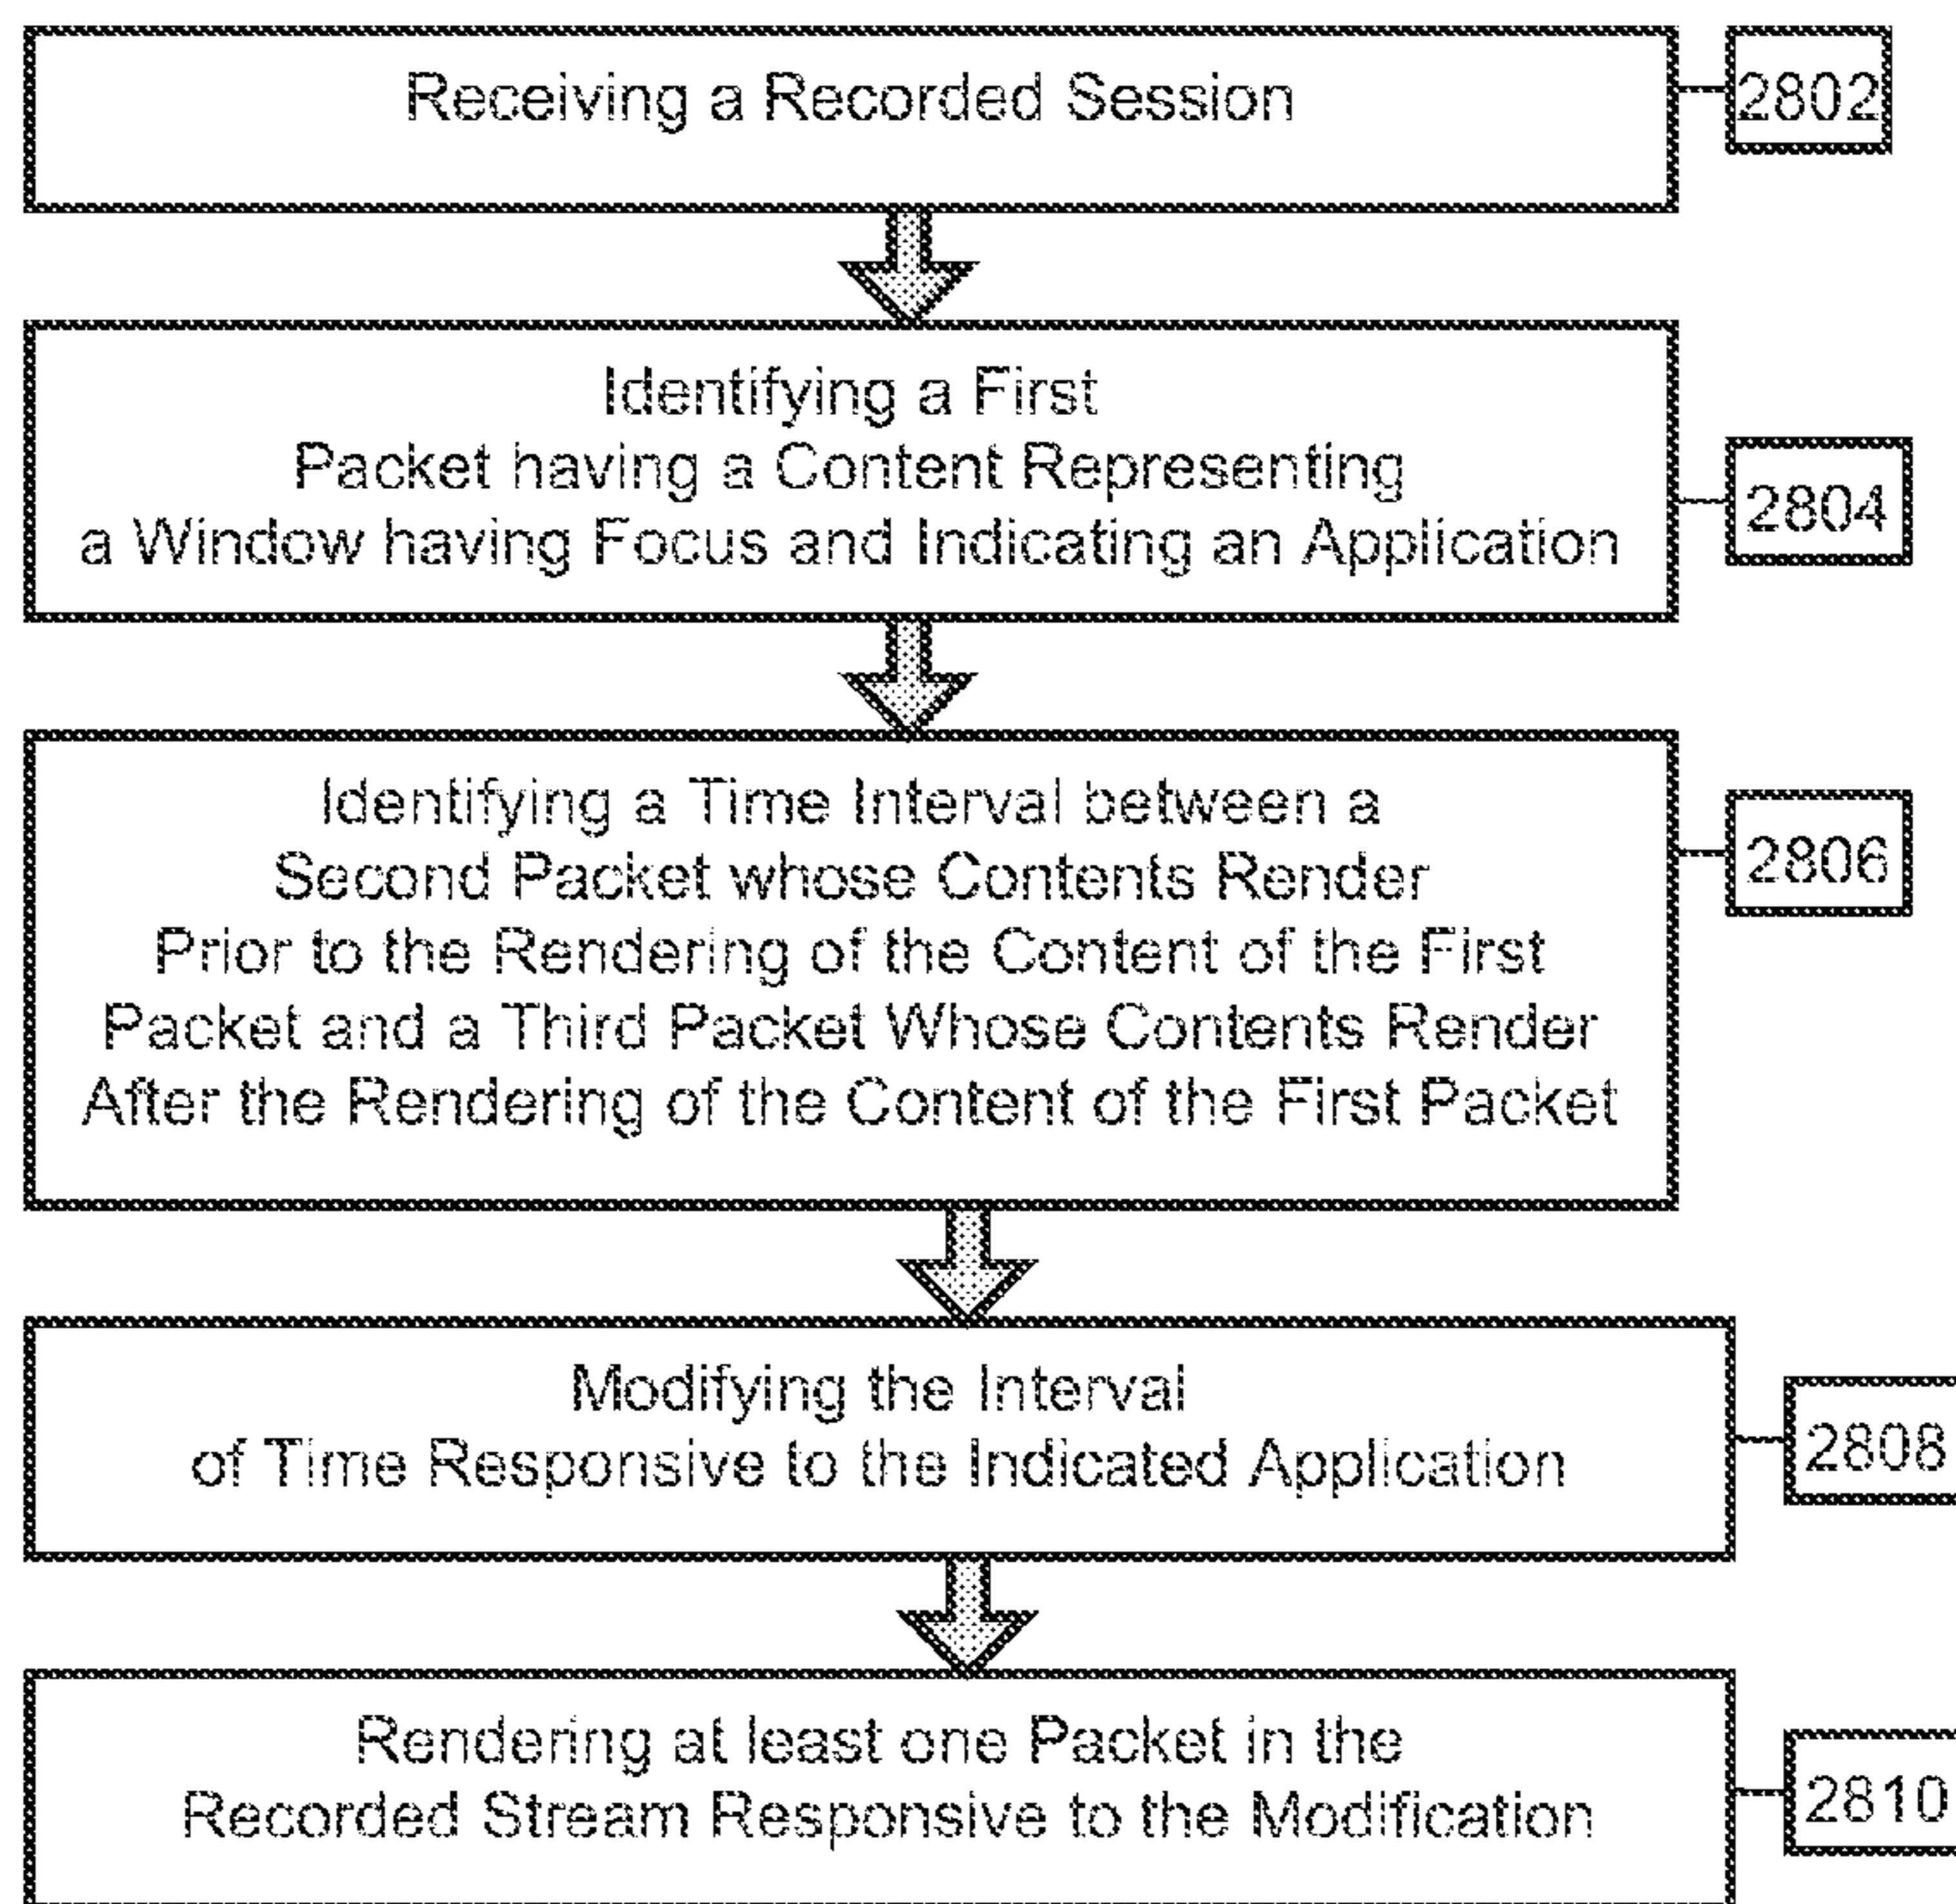 Receiving a Recorded Session
2802
Identifying a First
Packet having a Content Representing
a Window having Focus and Indicating an Application
2804
Identifying a Time Interval between a
Second Packet whose Contents Render
Prior to the Rendering of the Content of the First
Packet and a Third Packet Whose Contents Render
After the Rendering of the Content of the First Packet
2806
Modifying the Interval
of Time Responsive to the Indicated Application
2808
Rendering at least one Packet in the
Recorded Stream Responsive to the Modification
2810